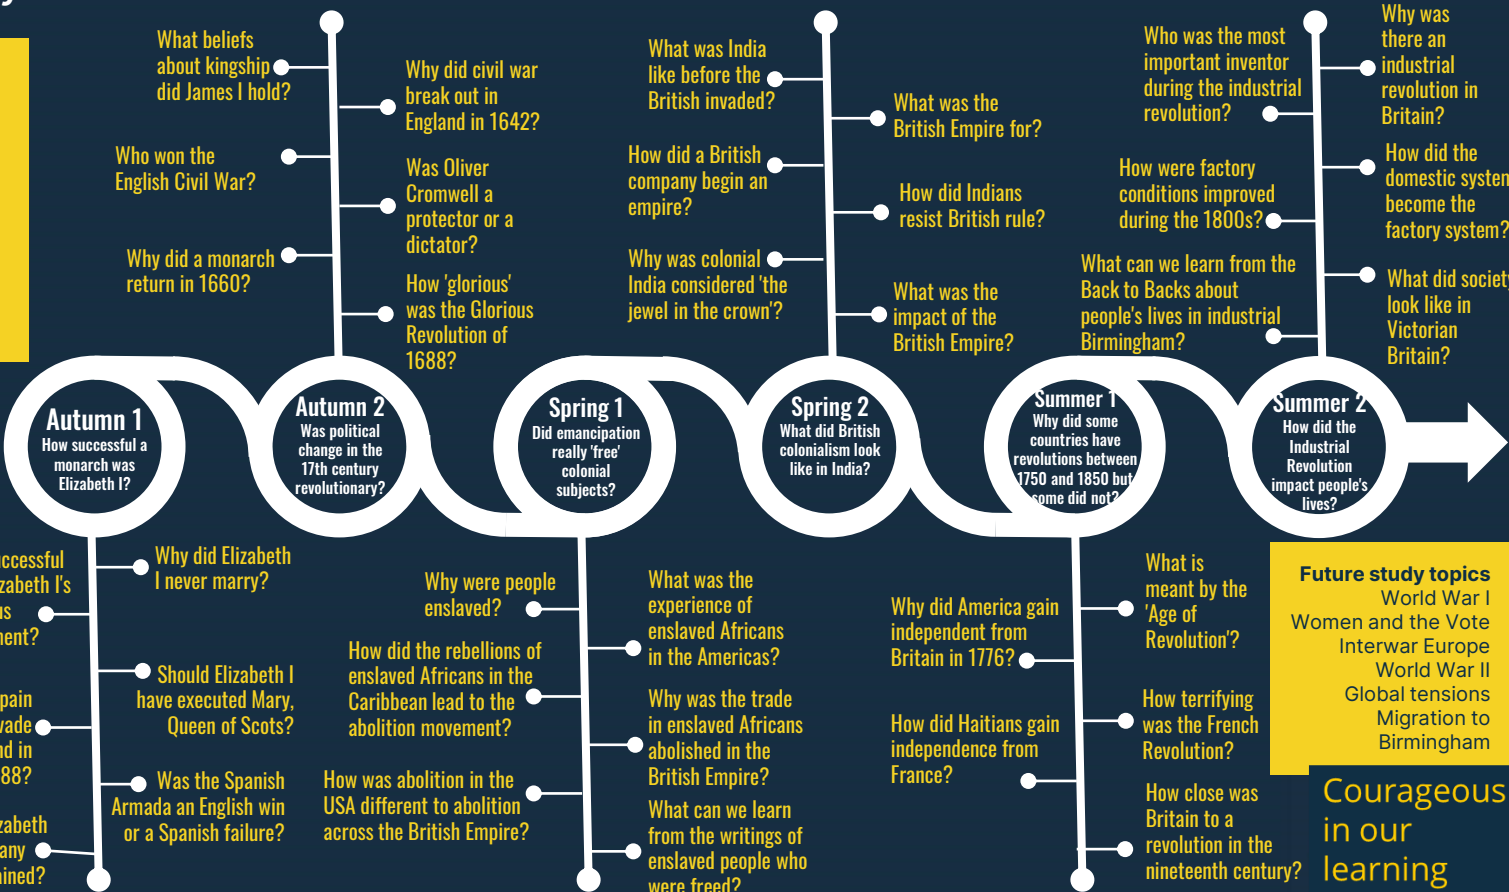 What beliefs
about kingship
did James I hold?
Who won the
English Civil War?
Why did a monarch
return in 1660?
Why did civil war
break out in
England in 1642?
Was Oliver
Cromwell a
protector or a
dictator?
How 'glorious'
was the Glorious
Revolution of
1688?
What was India
like before the
British invaded?
How did a British
company begin an
empire?
Why was colonial
India considered 'the
jewel in the crown'?
What was the
British Empire for?
How did Indians
resist British rule?
What was the
impact of the
British Empire?
Who was the most
important inventor
during the industrial
revolution?
How were factory
conditions improved
during the 1800s?
What can we learn from the
Back to Backs about
people's lives in industrial
Birmingham?
Why was
there an
industrial
revolution in
Britain?
How did the
domestic system
become the
factory system?
What did society
look like in
Victorian
Britain?
Autumn 1
How successful a
monarch was
Elizabeth I?
Autumn 2
Was political
change in the
17th century
revolutionary?
Spring 1
Did emancipation
really 'free'
colonial
subjects?
Spring 2
What did British
colonialism look
like in India?
Summer 1
Why did some
countries have
revolutions between
1750 and 1850 but
some did not?
Summer 2
How did the
Industrial
Revolution
impact people's
lives?
Why did Elizabeth
I never marry?
Should Elizabeth I
have executed Mary,
Queen of Scots?
Was the Spanish
Armada an English win
or a Spanish failure?
Why were people
enslaved?
How did the rebellions of
enslaved Africans in the
Caribbean lead to the
abolition movement?
How was abolition in the
USA different to abolition
across the British Empire?
What was the
experience of
enslaved Africans
in the Americas?
Why was the trade
in enslaved Africans
abolished in the
British Empire?
What can we learn
from the writings of
enslaved people who
were freed?
Why did America gain
independent from
Britain in 1776?
How did Haitians gain
independence from
France?
What is
meant by the
'Age of
Revolution'?
How terrifying
was the French
Revolution?
How close was
Britain to a
revolution in the
nineteenth century?
Future study topics
World War I
Women and the Vote
Interwar Europe
World War II
Global tensions
Migration to
Birmingham
Courageous
in our
learning